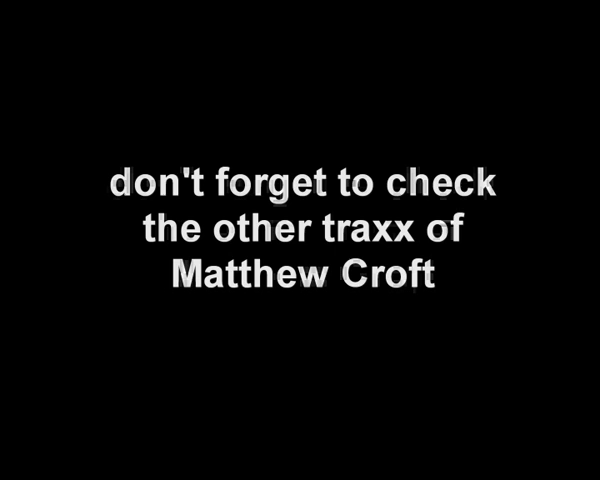 don't forget to check
the other traxx of
Matthew Croft